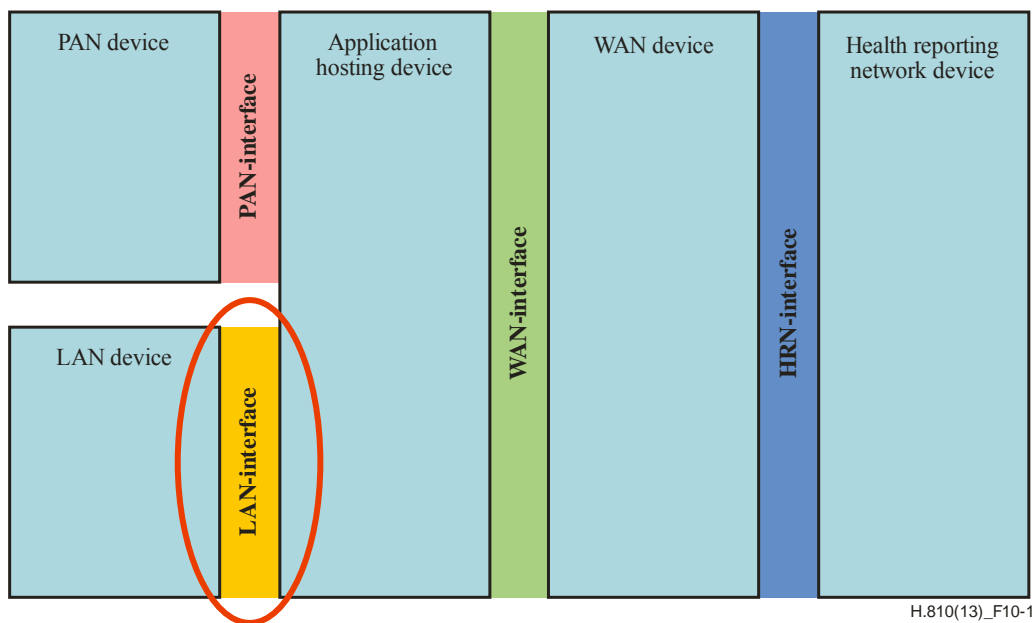 PAN device
PAN-interface
Application
hosting device
WAN-interface
WAN device
HRN-interface
Health reporting
network device
LAN device
LAN-interface
H.810(13)_F10-1